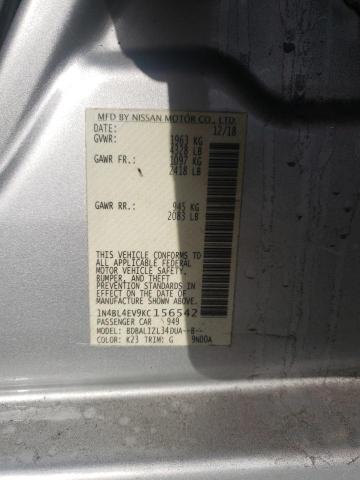 MFD BY NISSAN MOTOR CO., LTD.
DATE: 12/18
GVWR: 1963 KG
4328 LB
GAWR FR.: 1097 KG
2418 LB
GAWR RR.: 945 KG
2083 LB
THIS VEHICLE CONFORMS
TO ALL APPLICABLE FEDERAL
MOTOR VEHICLE SAFETY,
BUMPER, AND THEFT
PREVENTION STANDARDS
IN EFFECT ON THE DATE OF
MANUFACTURE SHOWN ABOVE.
1N4BL4EV9KC156542
PASSENGER CAR 949
MODEL: BDBALIZL34DUA--B--
COLOR: K23 TRIM: G 9ND0A